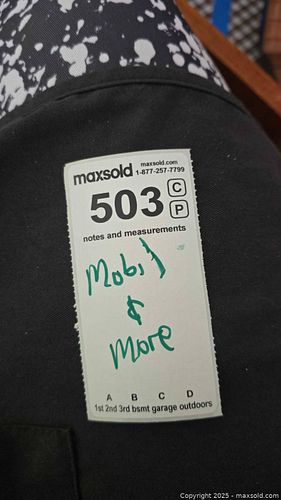 maxsold maxsold.com
1-877-257-7799
503 C
P
notes and measurements
Mobil
&
More
A B C D
1st 2nd 3rd bsmt garage outdoors
Copyright © 2025 - maxsold.com